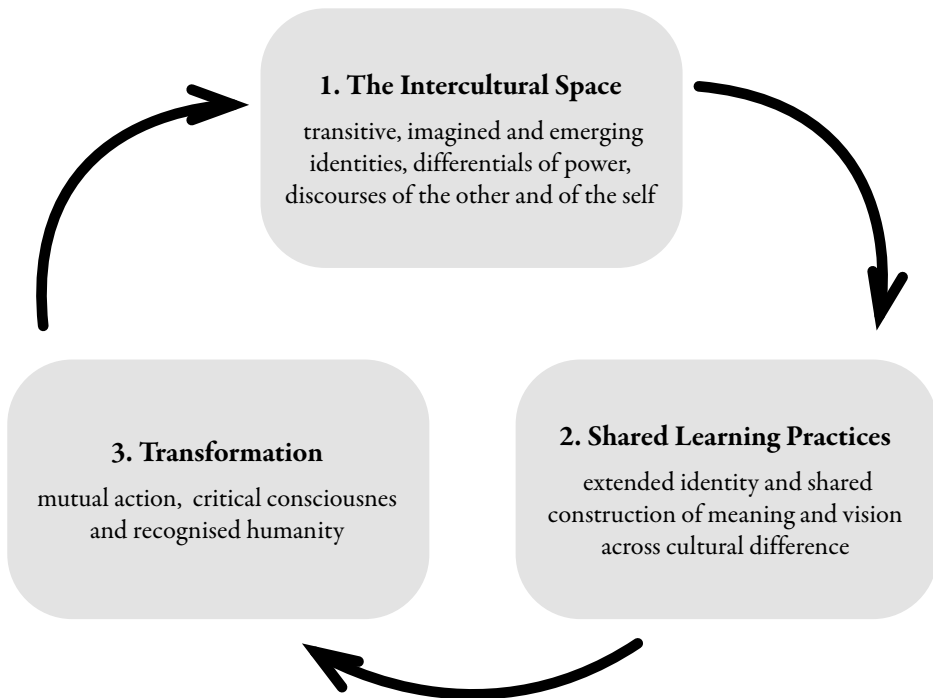 1. The Intercultural Space
transitive, imagined and emerging
identities, differentials of power,
discourses of the other and of the self
2. Shared Learning Practices
extended identity and shared
construction of meaning and vision
across cultural difference
3. Transformation
mutual action, critical consciousnes
and recognised humanity